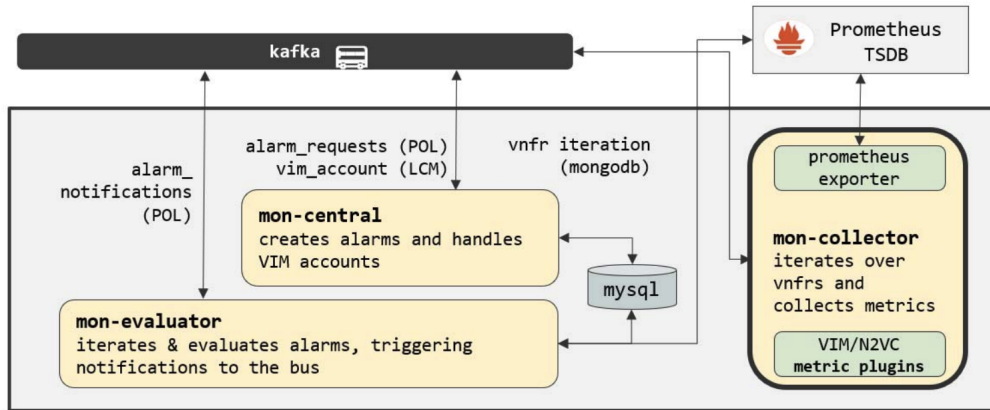 kafka
Prometheus
TSDB
alarm_requests (POL)
vim_account (LCM)
vnfr iteration
(mongodb)
alarm_
notifications
(POL)
prometheus
exporter
mon-central
creates alarms and handles
VIM accounts
mon-collector
iterates over
vnfrs and
collects metrics
mysql
mon-evaluator
iterates & evaluates alarms, triggering
notifications to the bus
VIM/N2VC
metric plugins